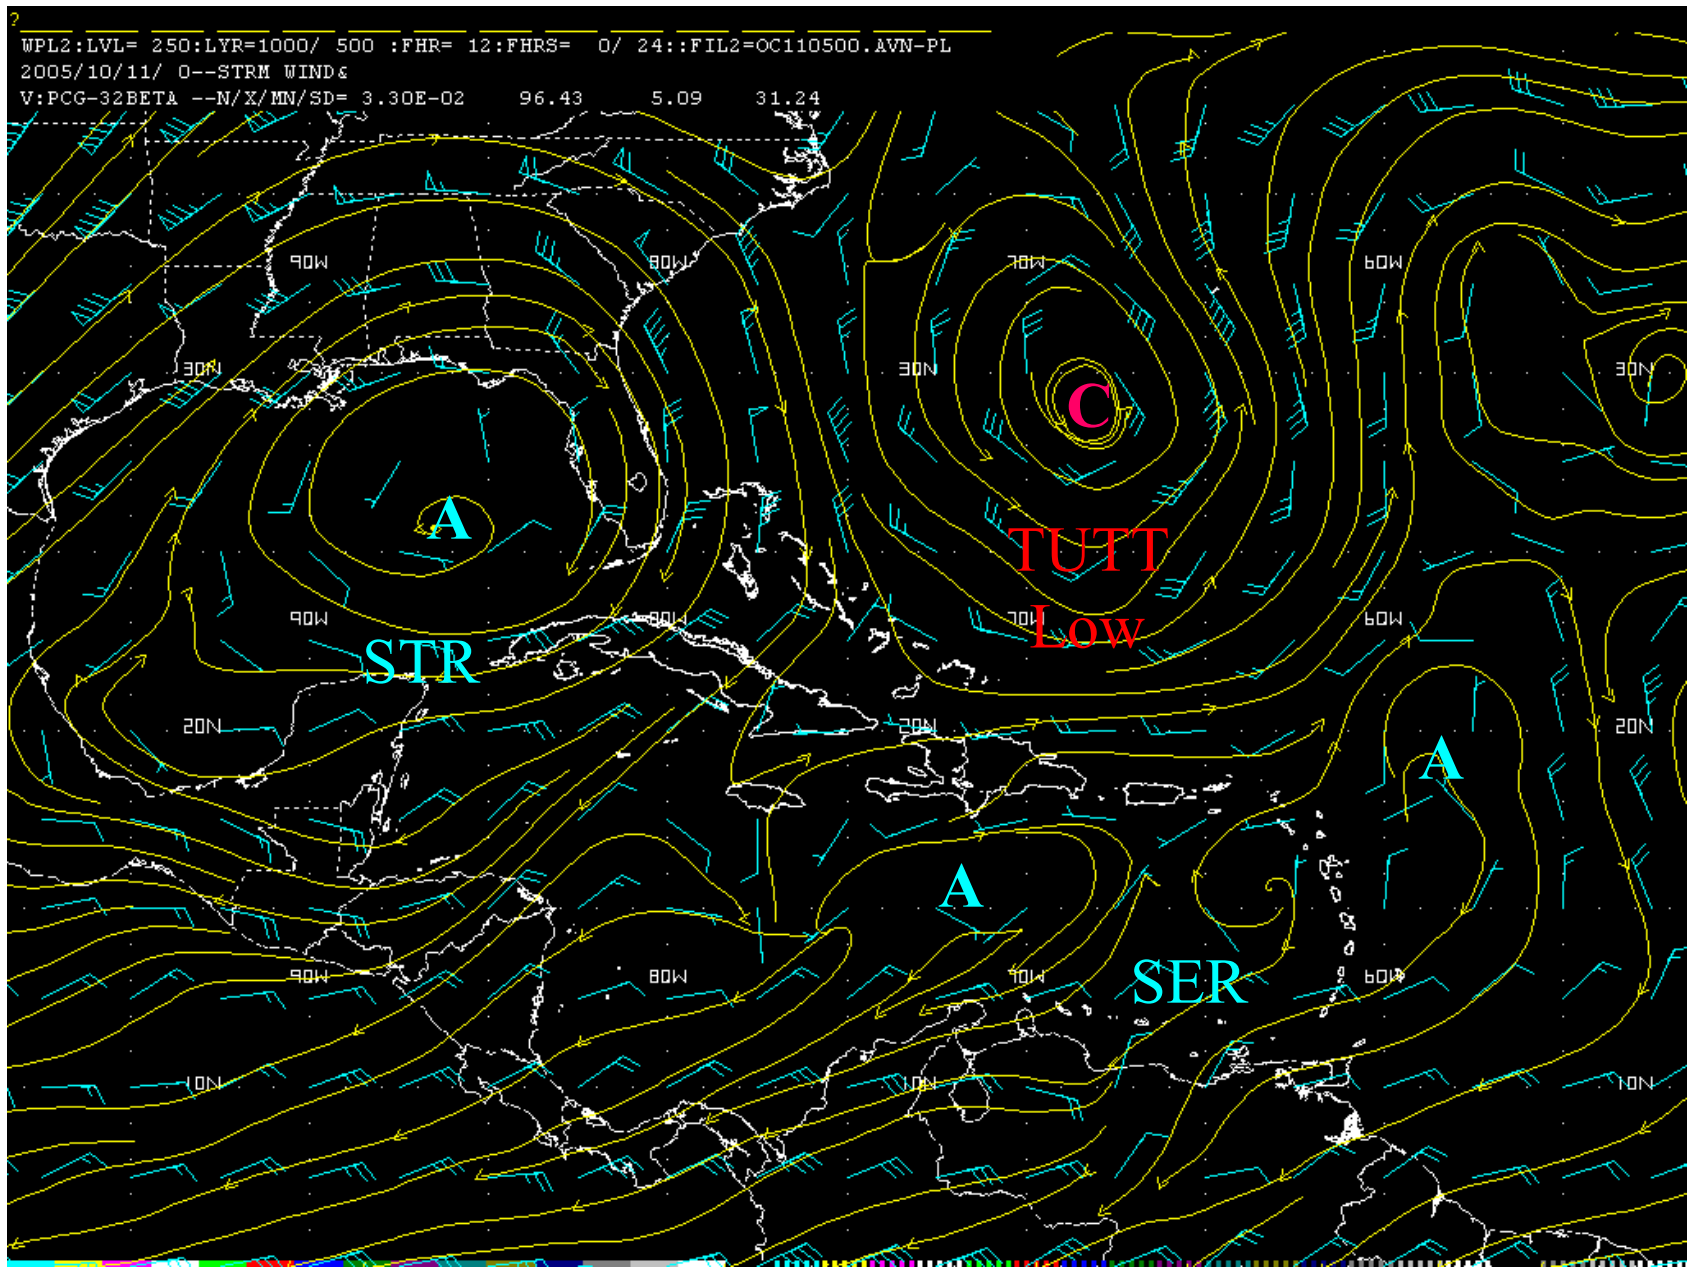 ?
WPL2:LVL= 250:LYR=1000/ 500 :FHR= 12:FHRS= 0/ 24::FIL2=OC110500.AVN-PL
2005/10/11/ 0--STRM WIND&
V:PCG-32BETA --N/X/MN/SD= 3.30E-02 96.43 5.09 31.24
90W 80W 70W 60W
30N 30N 30N
C
A
TUTT
90W 80W 70W 60W
Low
STR
20N 20N 20N
A
A
90W 80W 70W 60W
SER
10N 10N 10N